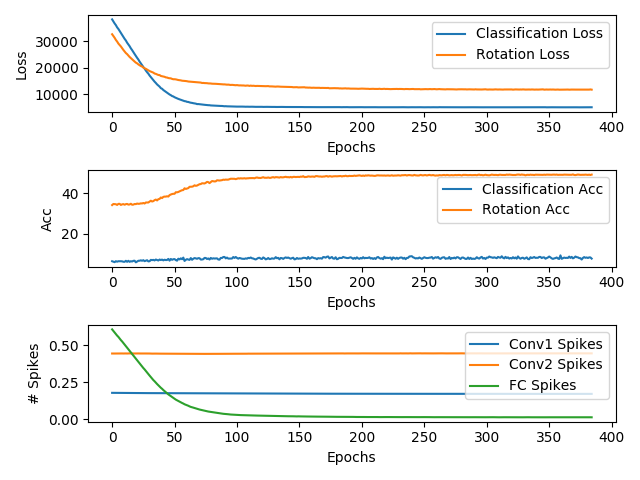 Loss
30000
20000
10000
Classification Loss
Rotation Loss
0 50 100 150 200 250 300 350 400
Epochs
Acc
40
20
Classification Acc
Rotation Acc
0 50 100 150 200 250 300 350 400
Epochs
# Spikes
0.50
0.25
0.00
Conv1 Spikes
Conv2 Spikes
FC Spikes
0 50 100 150 200 250 300 350 400
Epochs